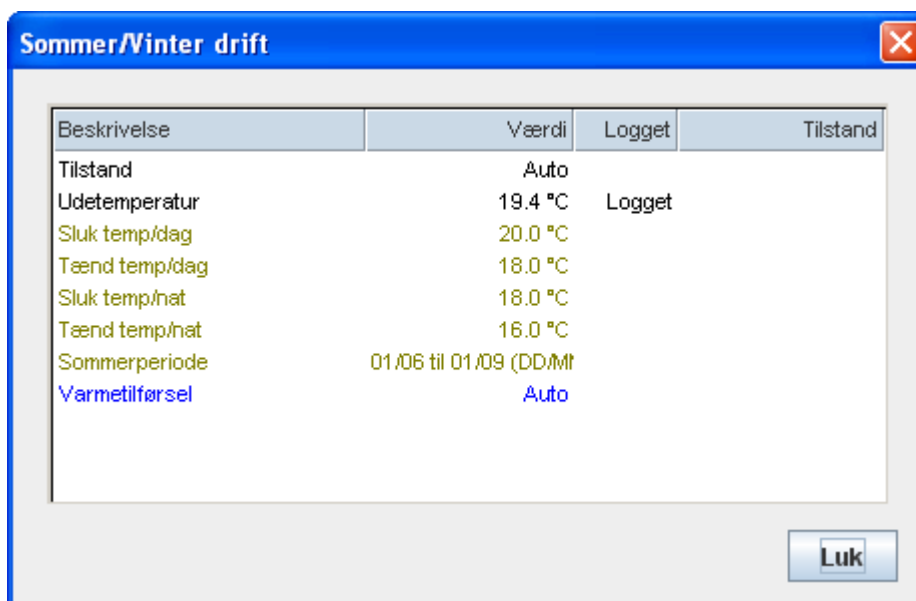 Sommer/Vinter drift
Beskrivelse Værdi Logget Tilstand
Tilstand Auto
Udetemperatur 19.4 °C Logget
Sluk temp/dag 20.0 °C
Tænd temp/dag 18.0 °C
Sluk temp/nat 18.0 °C
Tænd temp/nat 16.0 °C
Sommerperiode 01/06 til 01/09 (DD/M
Varmetilførsel Auto
Luk